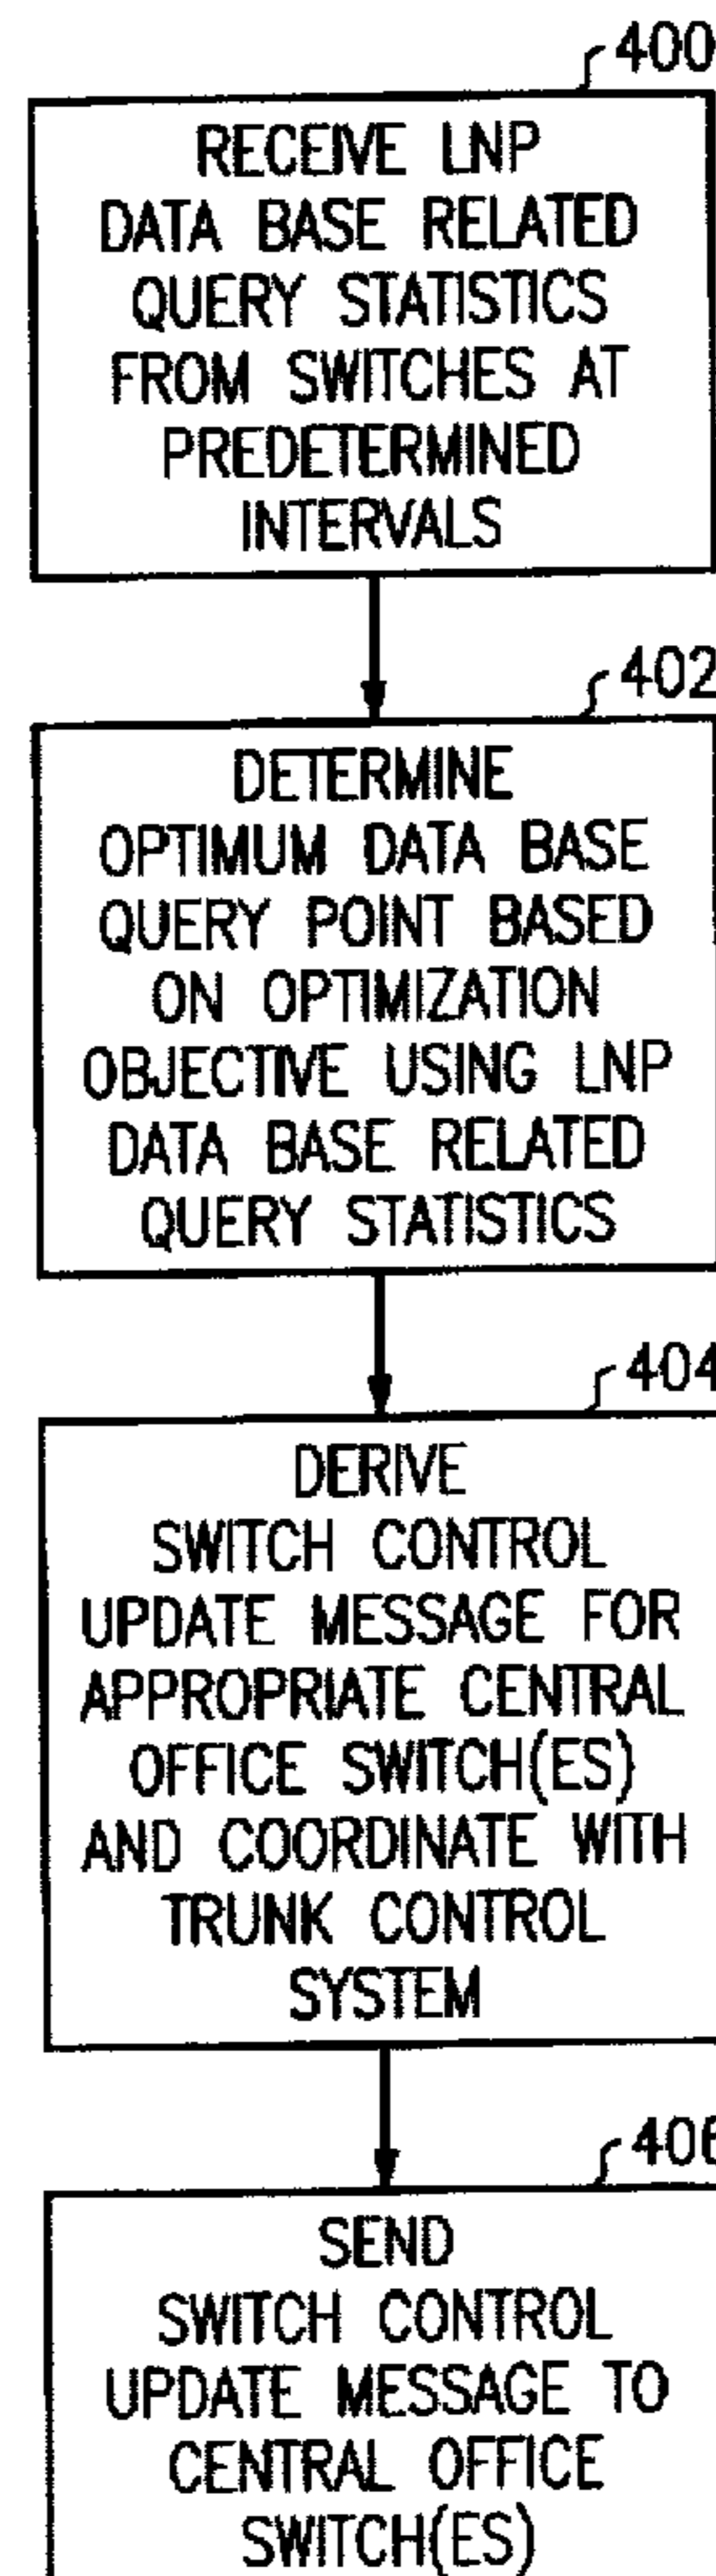 400
RECEIVE LNP
DATA BASE RELATED
QUERY STATISTICS
FROM SWITCHES AT
PREDETERMINED
INTERVALS
402
DETERMINE
OPTIMUM DATA BASE
QUERY POINT BASED
ON OPTIMIZATION
OBJECTIVE USING LNP
DATA BASE RELATED
QUERY STATISTICS
404
DERIVE
SWITCH CONTROL
UPDATE MESSAGE FOR
APPROPRIATE CENTRAL
OFFICE SWITCH(ES)
AND COORDINATE WITH
TRUNK CONTROL
SYSTEM
406
SEND
SWITCH CONTROL
UPDATE MESSAGE TO
CENTRAL OFFICE
SWITCH(ES)